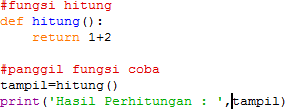 #fungsi hitung
def hitung():
    return 1+2
#panggil fungsi coba
tampil=hitung()
print('Hasil Perhitungan : ',tampil)